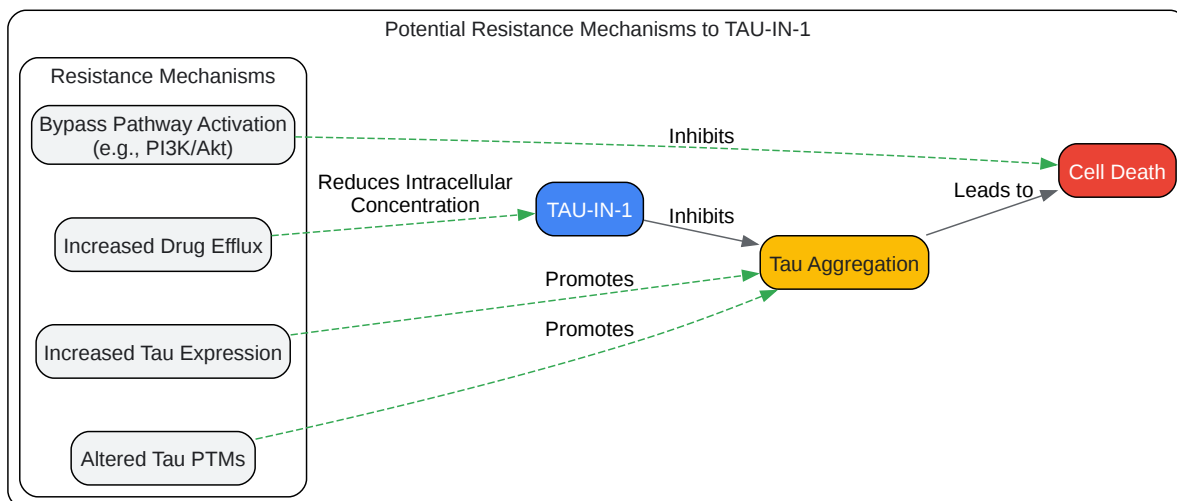 Potential Resistance Mechanisms to TAU-IN-1
Resistance Mechanisms
Bypass Pathway Activation
(e.g., PI3K/Akt)
Inhibits
Cell Death
Reduces Intracellular
Concentration
TAU-IN-1
Inhibits
Leads to
Increased Drug Efflux
Tau Aggregation
Promotes
Increased Tau Expression
Promotes
Altered Tau PTMs